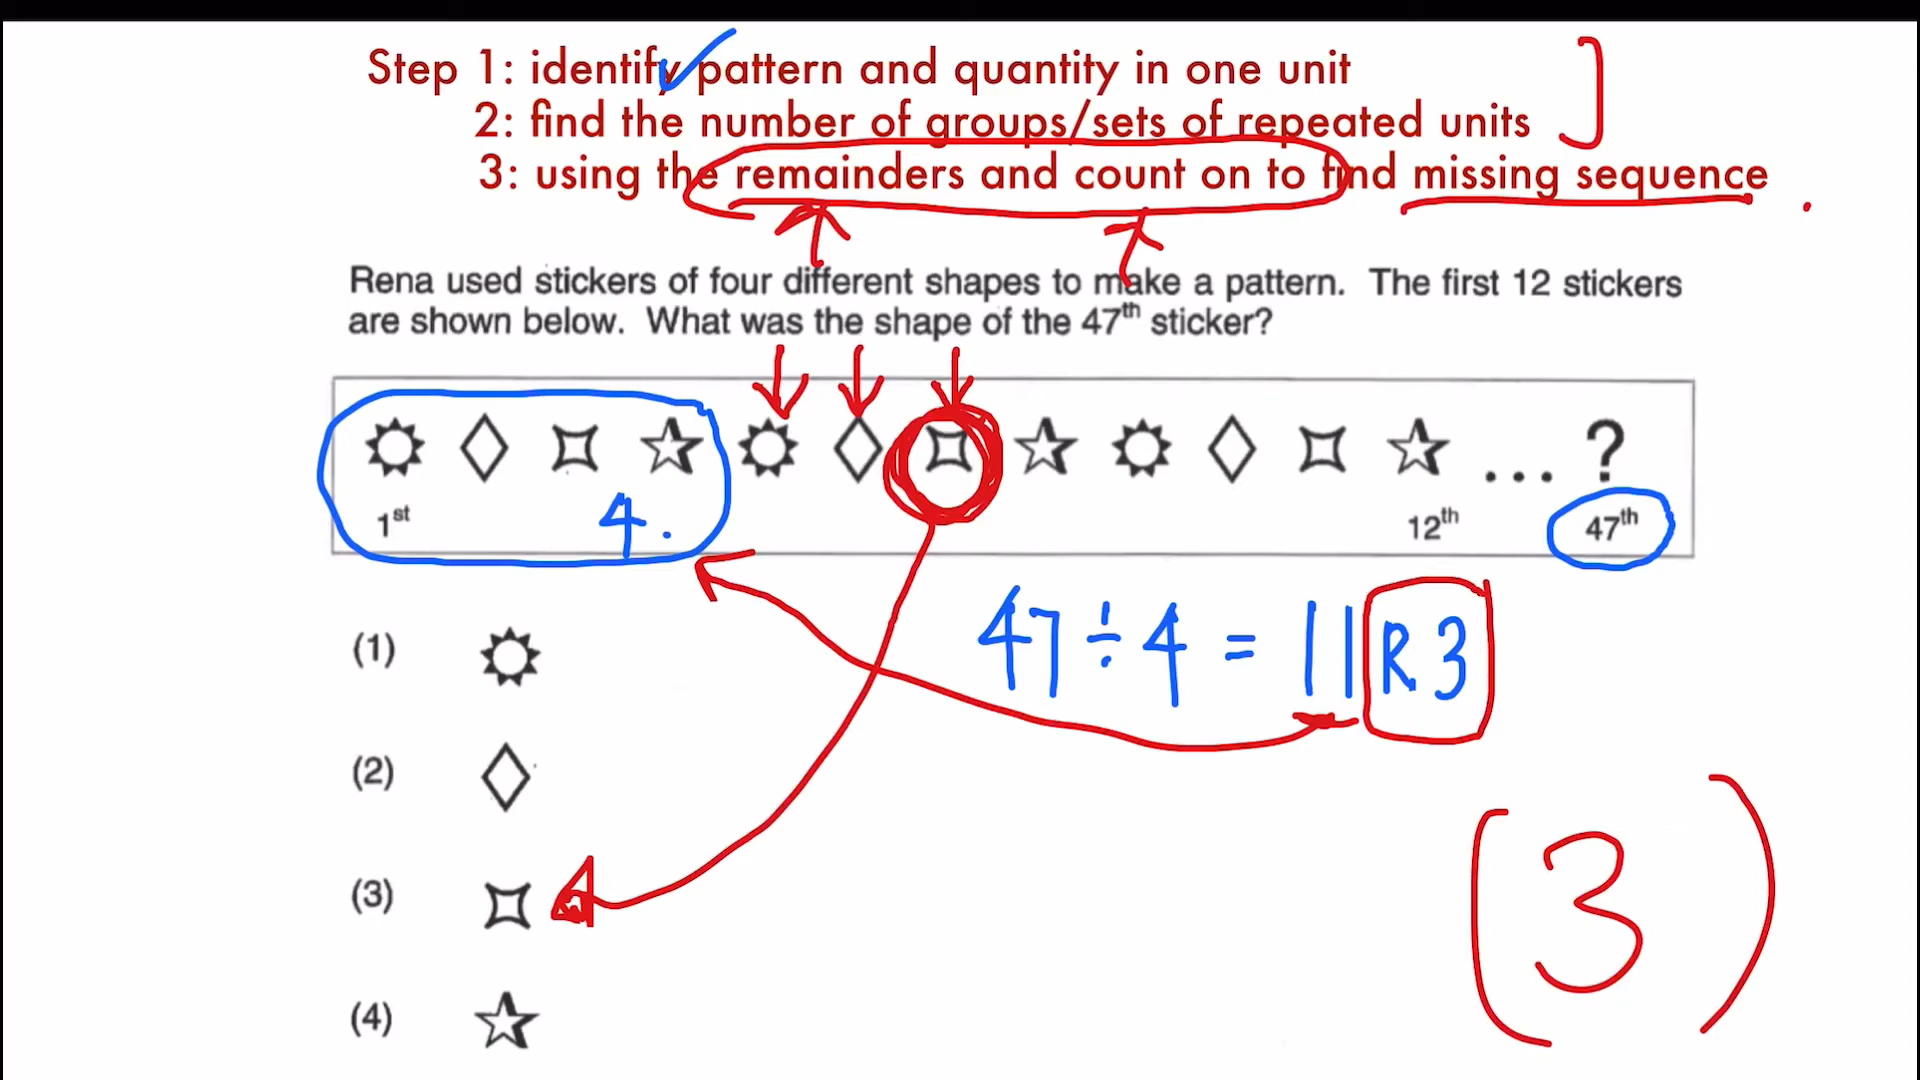 Step 1: identify pattern and quantity in one unit
2: find the number of groups/sets of repeated units
3: using the remainders and count on to find missing sequence
Rena used stickers of four different shapes to make a pattern. The first 12 stickers
are shown below. What was the shape of the 47th sticker?
... ?
1st 4. 12th 47th
47 ÷ 4 = 11 R 3
(1)
(2)
(3)
(4)
(3)